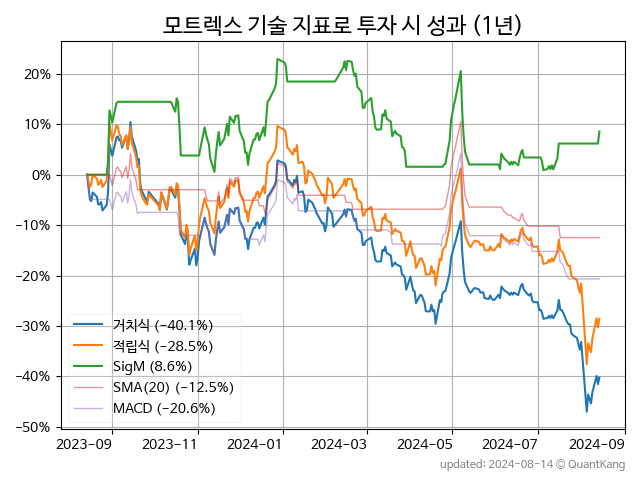 모트렉스 기술 지표로 투자 시 성과 (1년)
20%
10%
0%
−10%
−20%
−30%
−40%
−50%
거치식 (−40.1%)
적립식 (−28.5%)
SigM (8.6%)
SMA(20) (−12.5%)
MACD (−20.6%)
2023-09 2023-11 2024-01 2024-03 2024-05 2024-07 2024-09
updated: 2024-08-14 © QuantKang